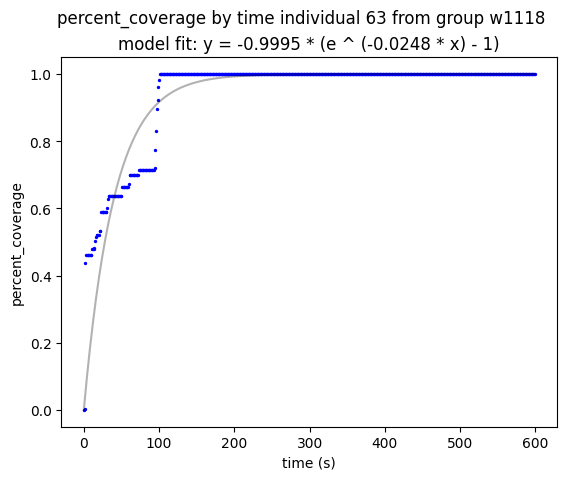 percent_coverage by time individual 63 from group w1118
model fit: y = -0.9995 * (e ^ (-0.0248 * x) - 1)
1.0
0.8
0.6
0.4
0.2
0.0
percent_coverage
0 100 200 300 400 500 600
time (s)